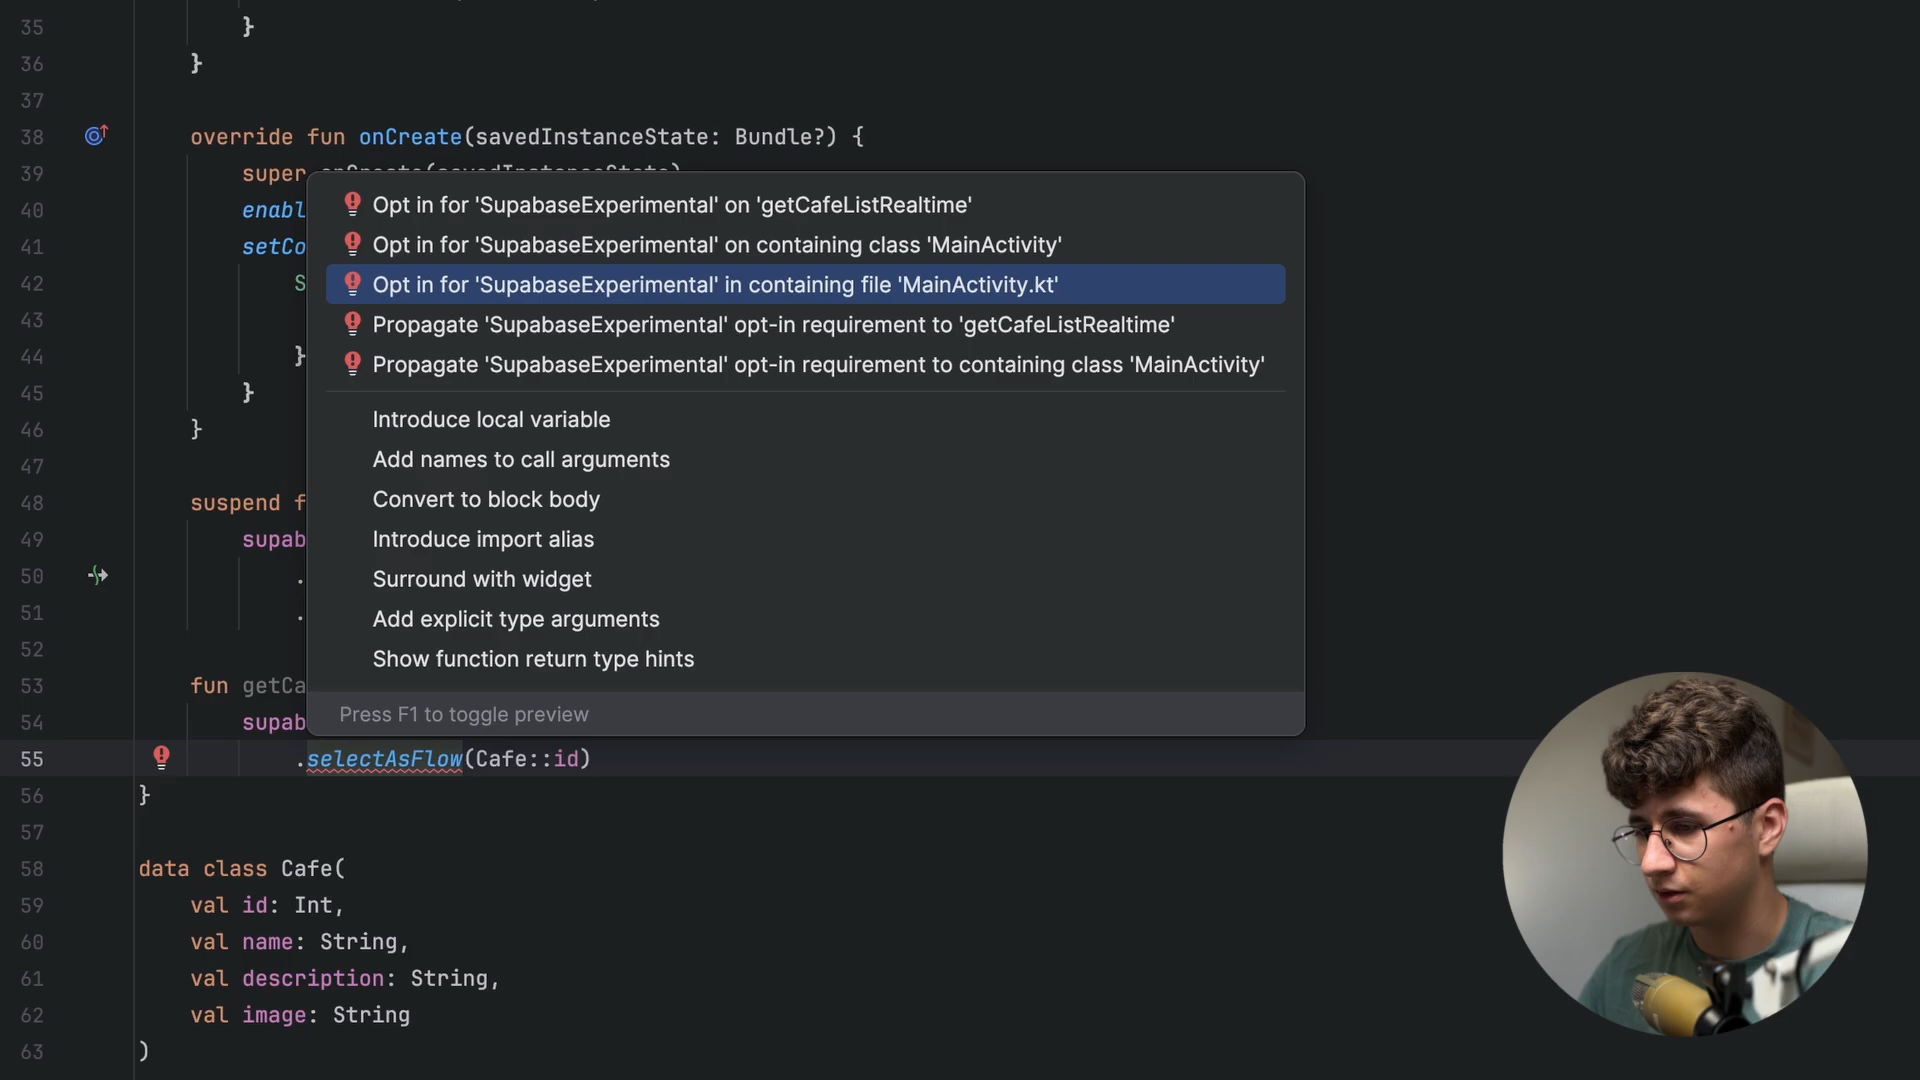 35 }
36 }
37
38 override fun onCreate(savedInstanceState: Bundle?) {
39 super.onCreate(savedInstanceState)
40 enabl
41 setCo
42 S
43
44 }
45 }
46 }
47
48 suspend f
49 supab
50 .
51 .
52
53 fun getCa
54 supab
55 .selectAsFlow(Cafe::id)
56 }
57
58 data class Cafe(
59 val id: Int,
60 val name: String,
61 val description: String,
62 val image: String
63 )
Opt in for 'SupabaseExperimental' on 'getCafeListRealtime'
Opt in for 'SupabaseExperimental' on containing class 'MainActivity'
Opt in for 'SupabaseExperimental' in containing file 'MainActivity.kt'
Propagate 'SupabaseExperimental' opt-in requirement to 'getCafeListRealtime'
Propagate 'SupabaseExperimental' opt-in requirement to containing class 'MainActivity'
Introduce local variable
Add names to call arguments
Convert to block body
Introduce import alias
Surround with widget
Add explicit type arguments
Show function return type hints
Press F1 to toggle preview